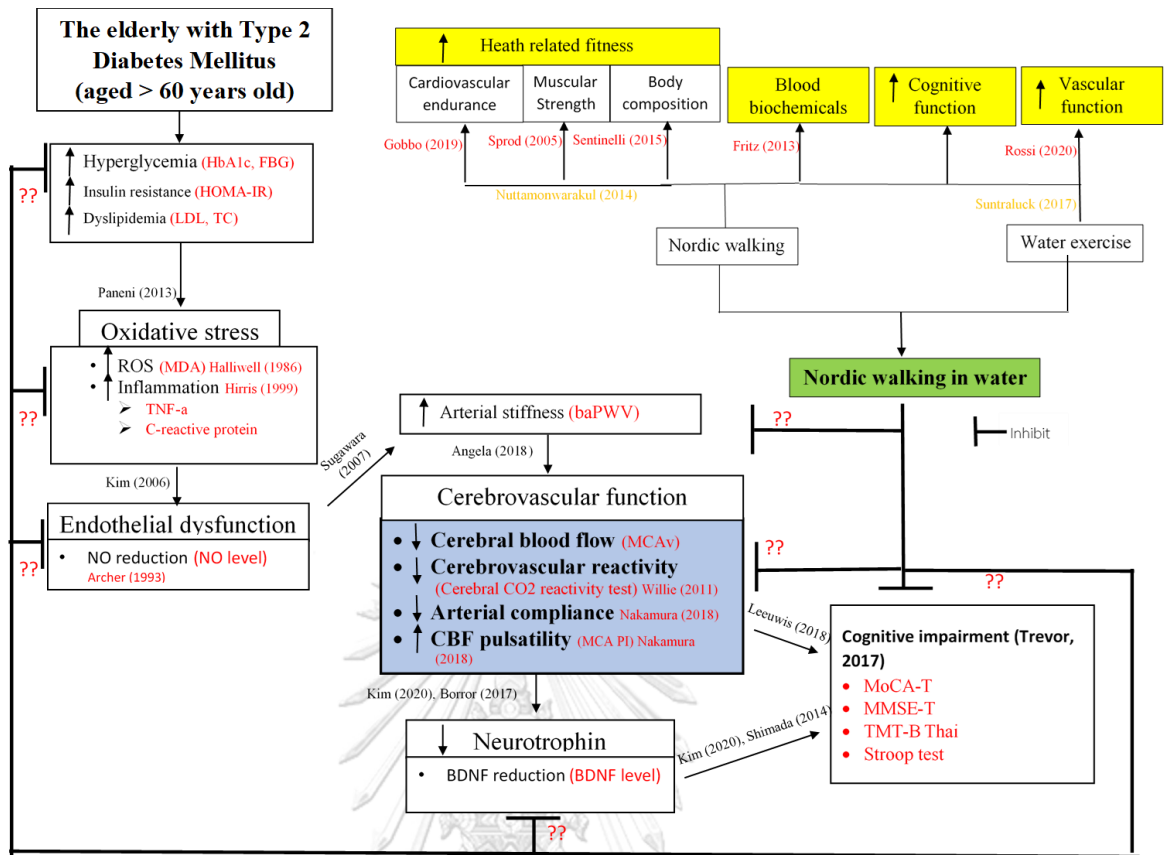 The elderly with Type 2
Diabetes Mellitus
(aged > 60 years old)
Hyperglycemia (HbA1c, FBG)
Insulin resistance (HOMA-IR)
Dyslipidemia (LDL, TC)
??
Paneni (2013)
Oxidative stress
• ROS (MDA) Halliwell (1986)
• Inflammation Hirris (1999)
➢ TNF-a
➢ C-reactive protein
??
Kim (2006)
Endothelial dysfunction
• NO reduction (NO level)
Archer (1993)
??
Sugawara
(2007)
Heath related fitness
Cardiovascular
endurance
Muscular
Strength
Body
composition
Blood
biochemicals
Cognitive
function
Vascular
function
Gobbo (2019)
Sprod (2005)
Sentinelli (2015)
Fritz (2013)
Rossi (2020)
Nuttamonwarakul (2014)
Suntraluck (2017)
Nordic walking
Water exercise
Nordic walking in water
??
Inhibit
Arterial stiffness (baPWV)
Angela (2018)
Cerebrovascular function
• Cerebral blood flow (MCAv)
• Cerebrovascular reactivity
(Cerebral CO2 reactivity test) Willie (2011)
• Arterial compliance Nakamura (2018)
• CBF pulsatility (MCA PI) Nakamura
(2018)
??
??
Leeuwis (2018)
Cognitive impairment (Trevor,
2017)
• MoCA-T
• MMSE-T
• TMT-B Thai
• Stroop test
Kim (2020), Borror (2017)
Neurotrophin
• BDNF reduction (BDNF level)
Kim (2020), Shimada (2014)
??